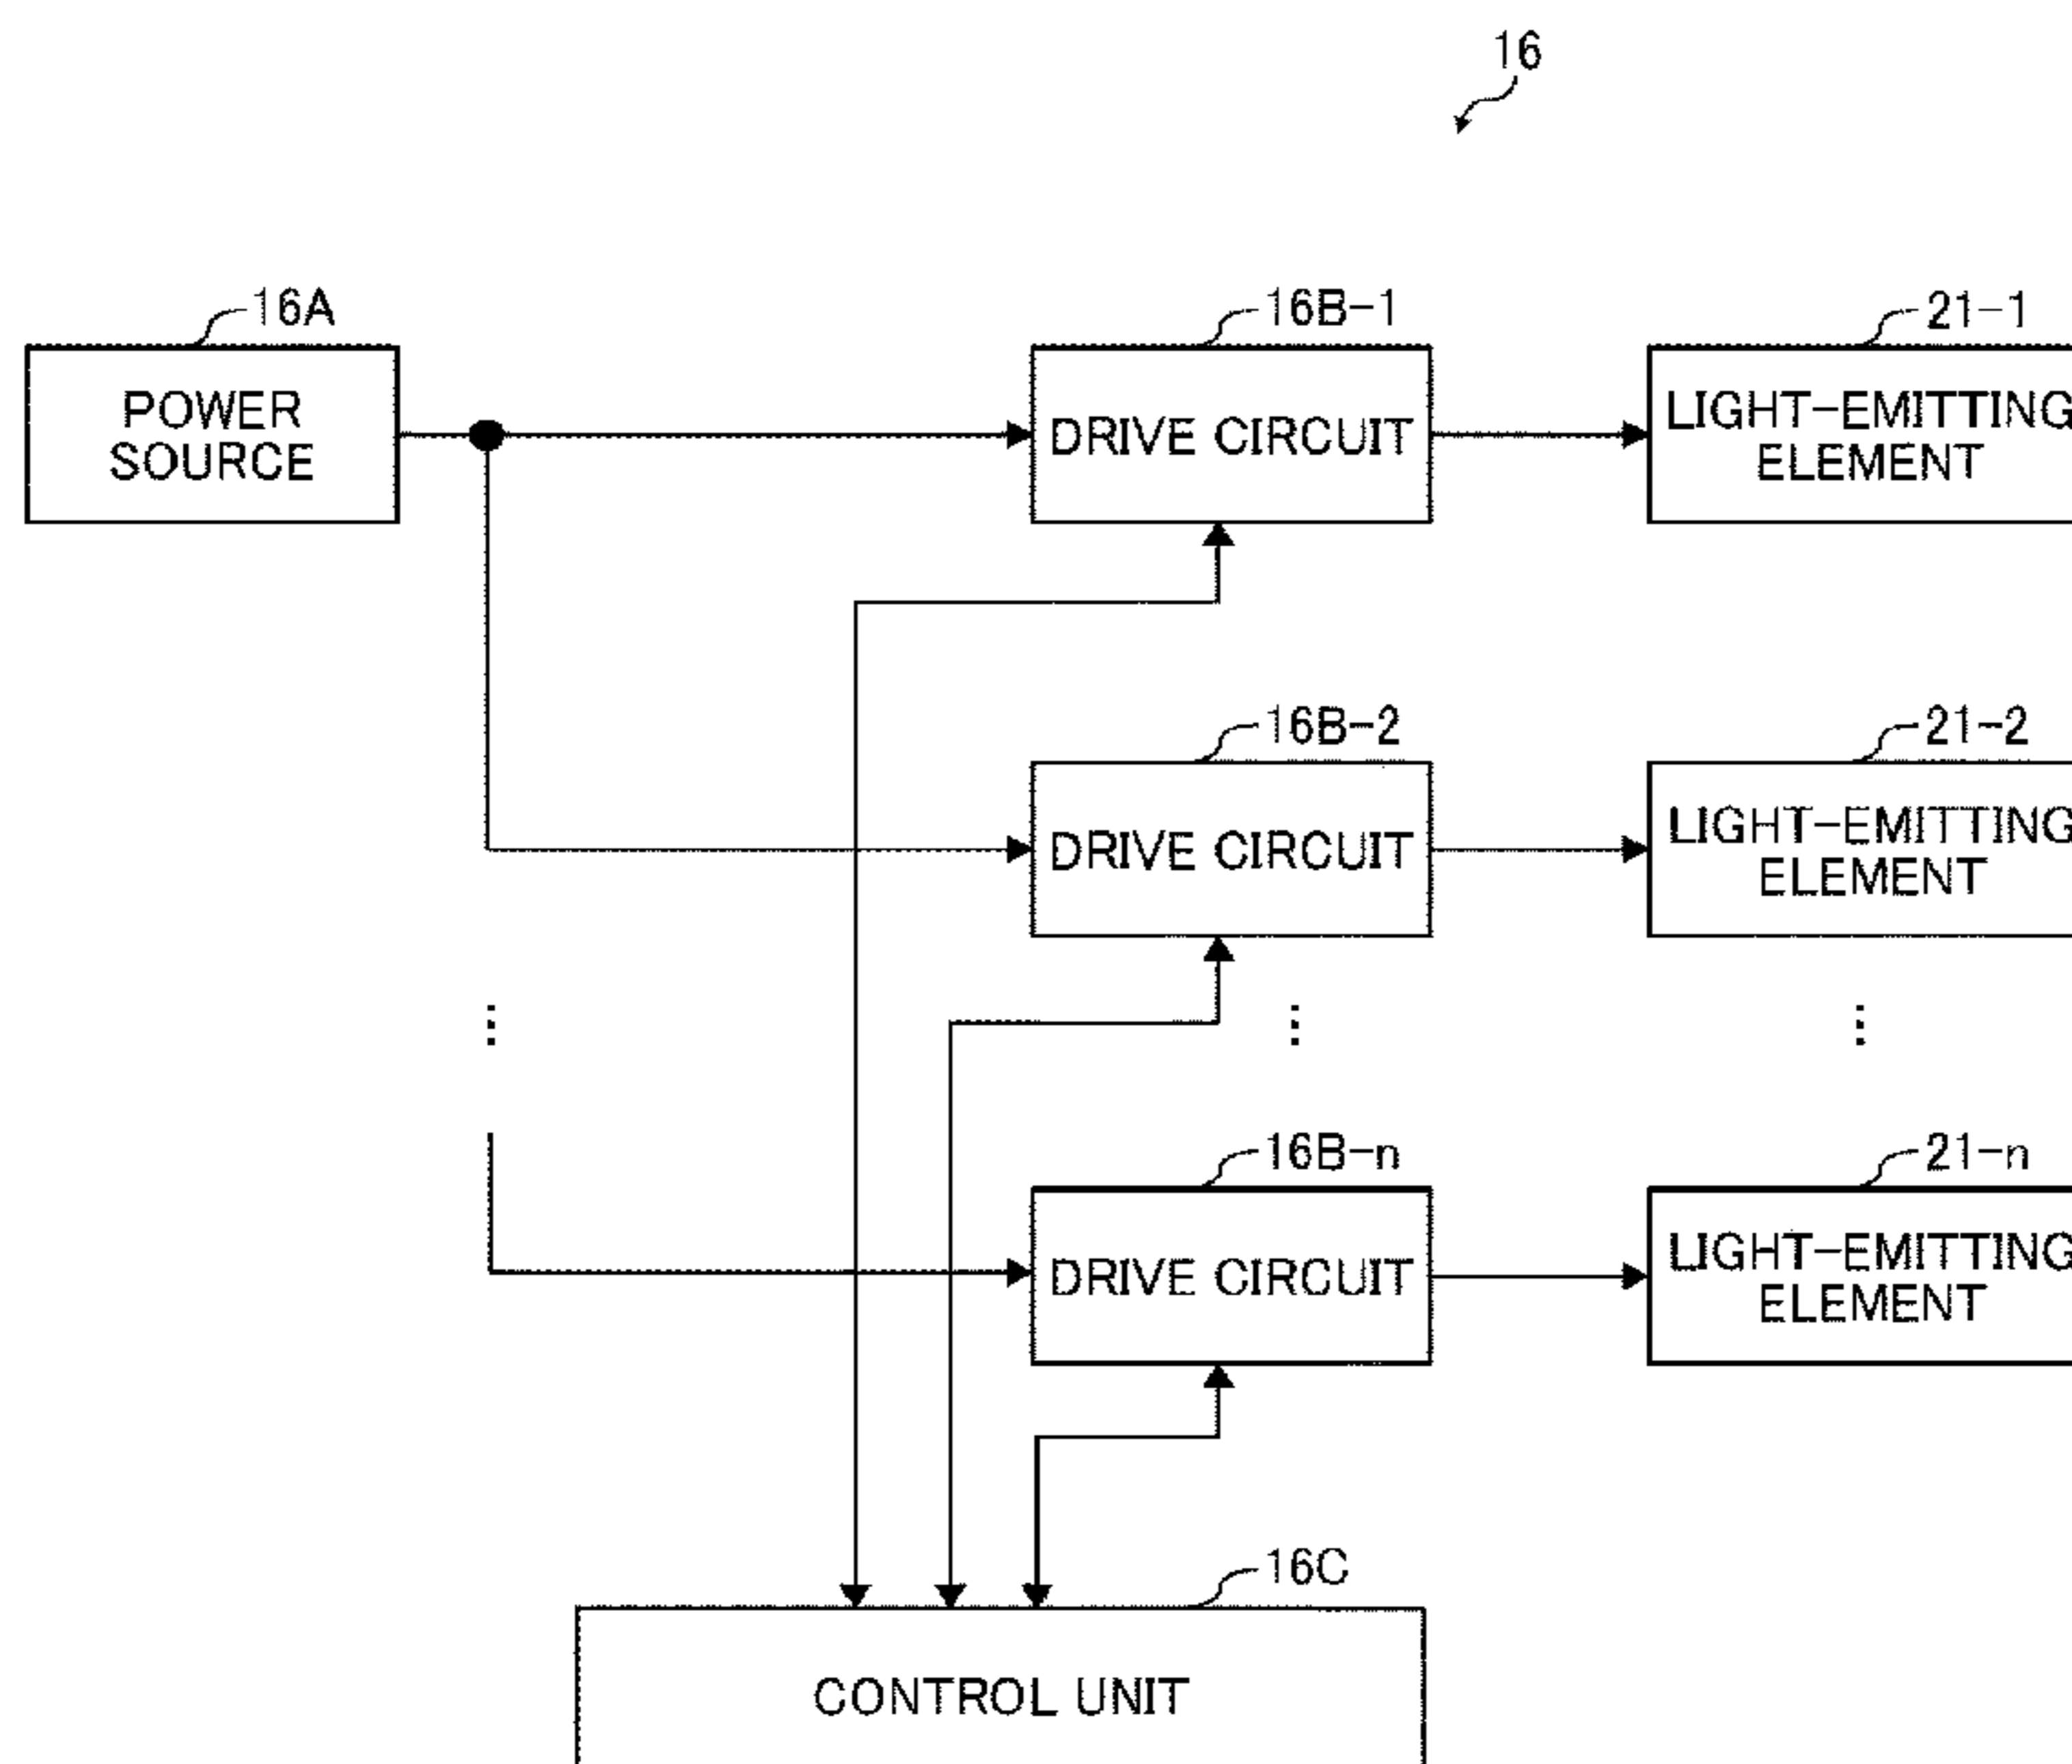 16
16A
16B-1
21-1
POWER
SOURCE
DRIVE CIRCUIT
LIGHT-EMITTING
ELEMENT
16B-2
21-2
DRIVE CIRCUIT
LIGHT-EMITTING
ELEMENT
16B-n
21-n
DRIVE CIRCUIT
LIGHT-EMITTING
ELEMENT
16C
CONTROL UNIT